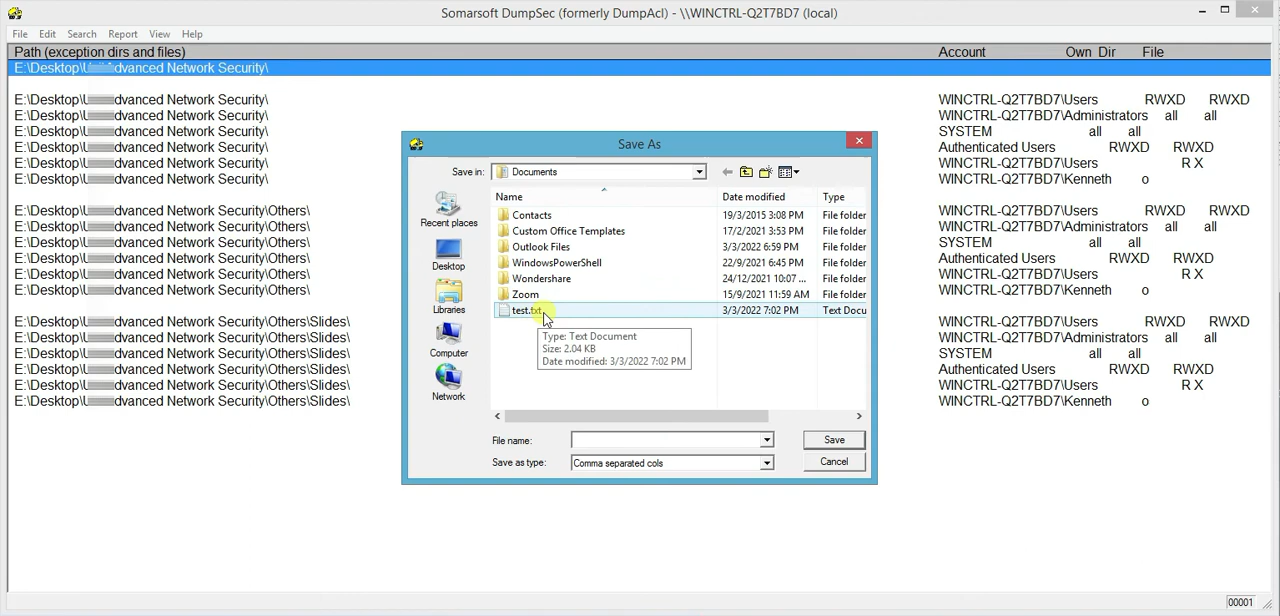 Somarsoft DumpSec (formerly DumpAcl) - \\WINCTRL-Q2T7BD7 (local)
File Edit Search Report View Help
Path (exception dirs and files) Account Own Dir File
E:\Desktop\ dvanced Network Security\
E:\Desktop\ dvanced Network Security\ WINCTRL-Q2T7BD7\Users RWXD RWXD
E:\Desktop\ dvanced Network Security\ WINCTRL-Q2T7BD7\Administrators all all
E:\Desktop\ dvanced Network Security\ SYSTEM all all
E:\Desktop\ dvanced Network Security\ Authenticated Users RWXD RWXD
E:\Desktop\ dvanced Network Security\ WINCTRL-Q2T7BD7\Users R X
E:\Desktop\ dvanced Network Security\ WINCTRL-Q2T7BD7\Kenneth o
E:\Desktop\ dvanced Network Security\Others\ WINCTRL-Q2T7BD7\Users RWXD RWXD
E:\Desktop\ dvanced Network Security\Others\ WINCTRL-Q2T7BD7\Administrators all all
E:\Desktop\ dvanced Network Security\Others\ SYSTEM all all
E:\Desktop\ dvanced Network Security\Others\ Authenticated Users RWXD RWXD
E:\Desktop\ dvanced Network Security\Others\ WINCTRL-Q2T7BD7\Users R X
E:\Desktop\ dvanced Network Security\Others\ WINCTRL-Q2T7BD7\Kenneth o
E:\Desktop\ dvanced Network Security\Others\Slides\ WINCTRL-Q2T7BD7\Users RWXD RWXD
E:\Desktop\ dvanced Network Security\Others\Slides\ WINCTRL-Q2T7BD7\Administrators all all
E:\Desktop\ dvanced Network Security\Others\Slides\ SYSTEM all all
E:\Desktop\ dvanced Network Security\Others\Slides\ Authenticated Users RWXD RWXD
E:\Desktop\ dvanced Network Security\Others\Slides\ WINCTRL-Q2T7BD7\Users R X
E:\Desktop\ dvanced Network Security\Others\Slides\ WINCTRL-Q2T7BD7\Kenneth o
Save As
Save in: Documents
Recent places
Desktop
Libraries
Computer
Network
Name Date modified Type
Contacts 19/3/2015 3:08 PM File folder
Custom Office Templates 17/2/2021 3:53 PM File folder
Outlook Files 3/3/2022 6:59 PM File folder
WindowsPowerShell 22/9/2021 6:45 PM File folder
Wondershare 24/12/2021 10:07 ... File folder
Zoom 15/9/2021 11:59 AM File folder
test.txt 3/3/2022 7:02 PM Text Docu
Type: Text Document
Size: 2.04 KB
Date modified: 3/3/2022 7:02 PM
File name: Save
Save as type: Comma separated cols Cancel
00001